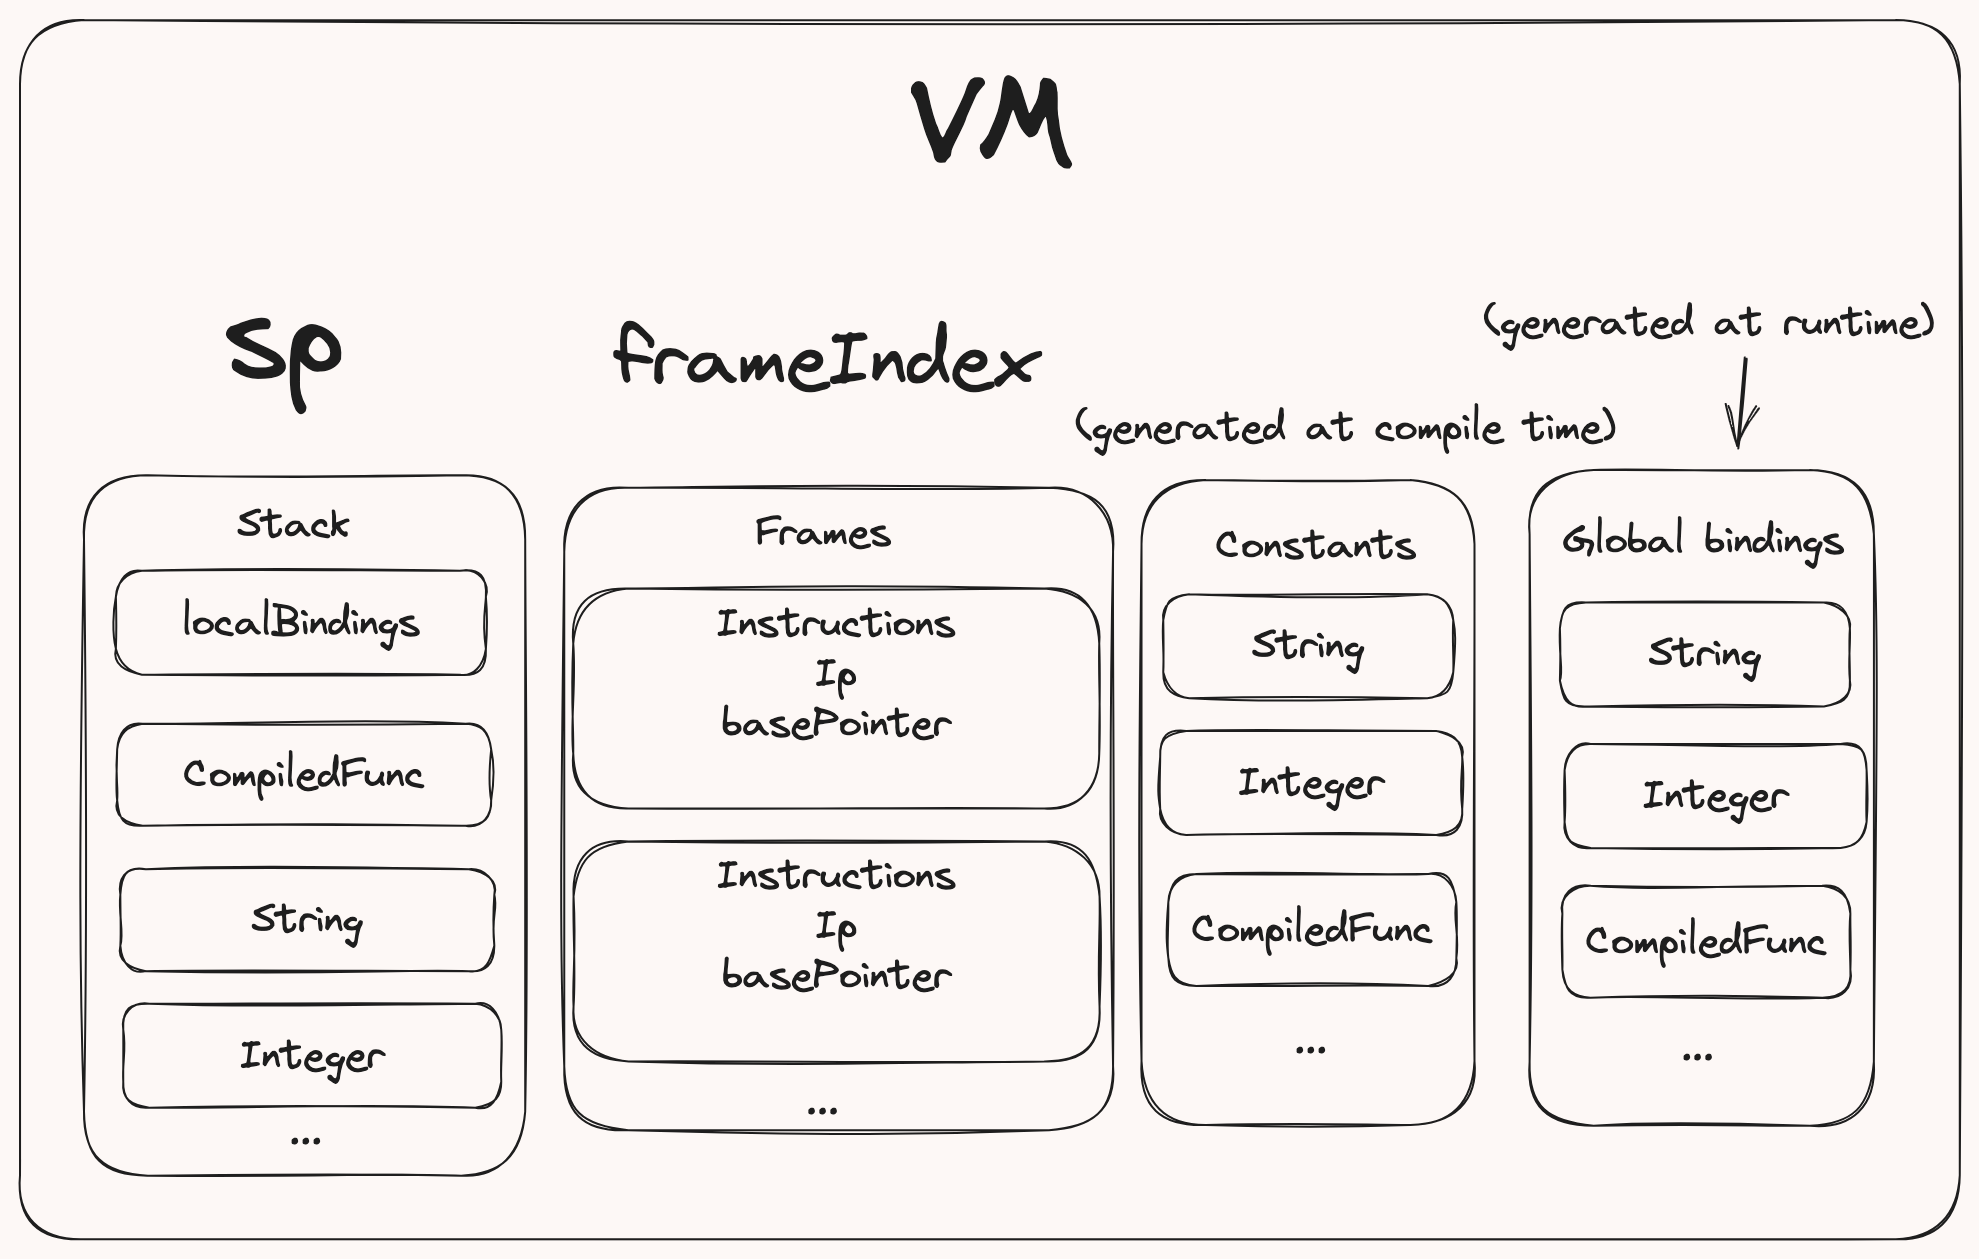 VM
sp
frameIndex
(generated at runtime)
(generated at compile time)
Stack
localBindings
CompiledFunc
String
Integer
...
Frames
Instructions
Ip
basePointer
Instructions
Ip
basePointer
...
Constants
String
Integer
CompiledFunc
...
Global bindings
String
Integer
CompiledFunc
...